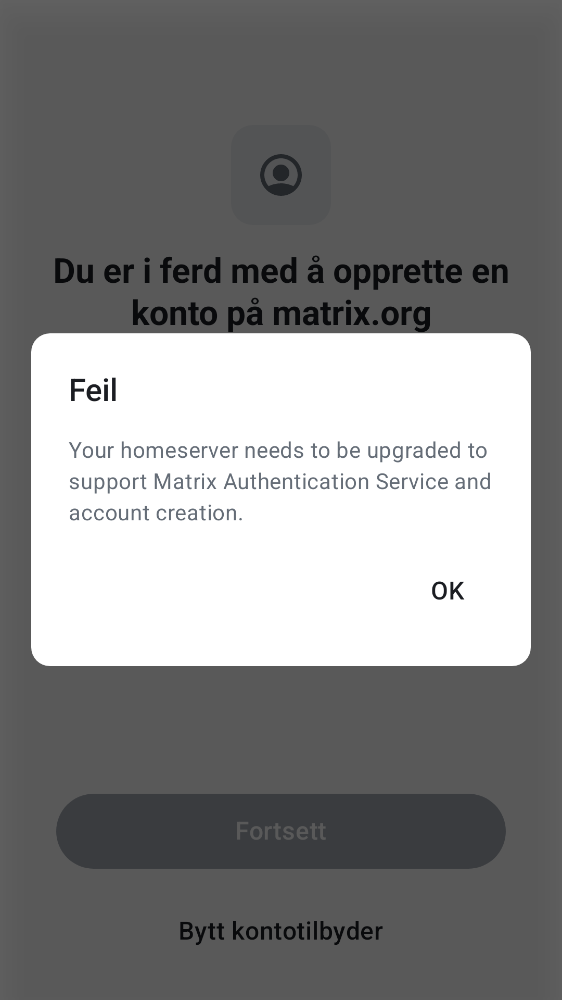 Du er i ferd med å opprette en
konto på matrix.org
Feil
Your homeserver needs to be upgraded to
support Matrix Authentication Service and
account creation.
OK
Fortsett
Bytt kontotilbyder